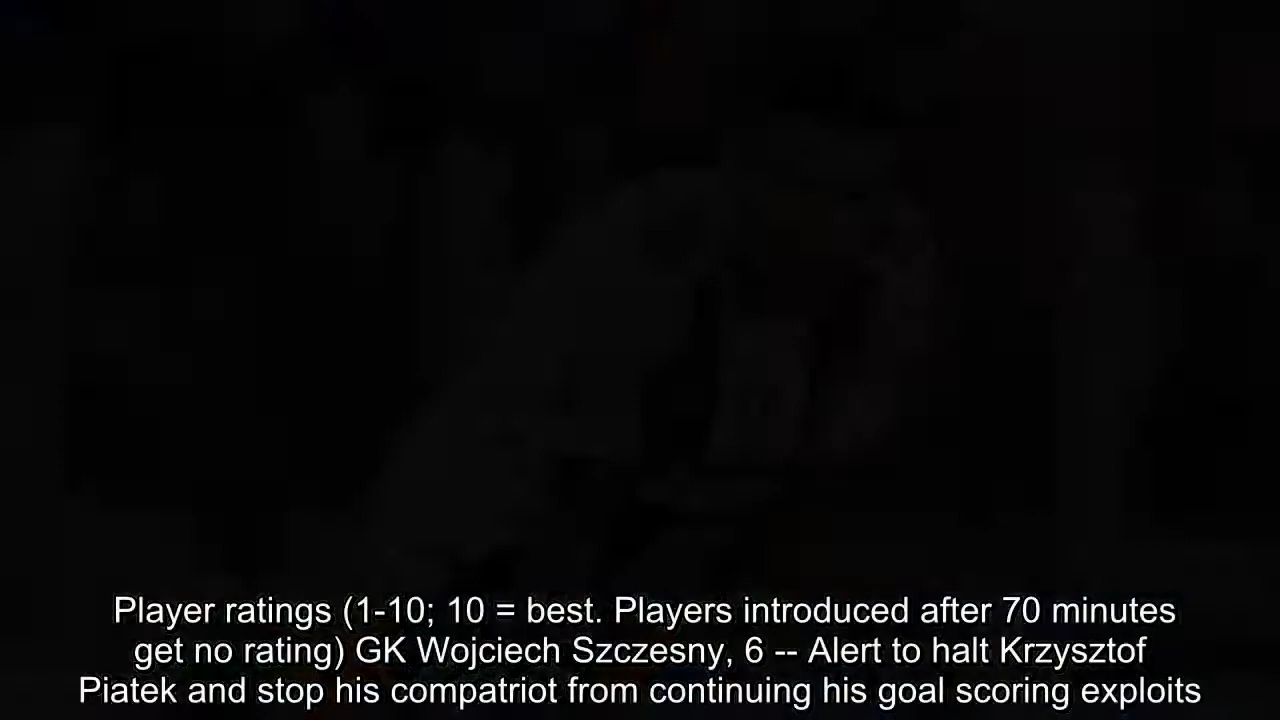 Player ratings (1-10; 10 = best. Players introduced after 70 minutes
get no rating) GK Wojciech Szczesny, 6 -- Alert to halt Krzysztof
Piatek and stop his compatriot from continuing his goal scoring exploits